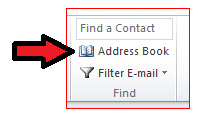 Find a Contact
Address Book
Filter E-mail
Find